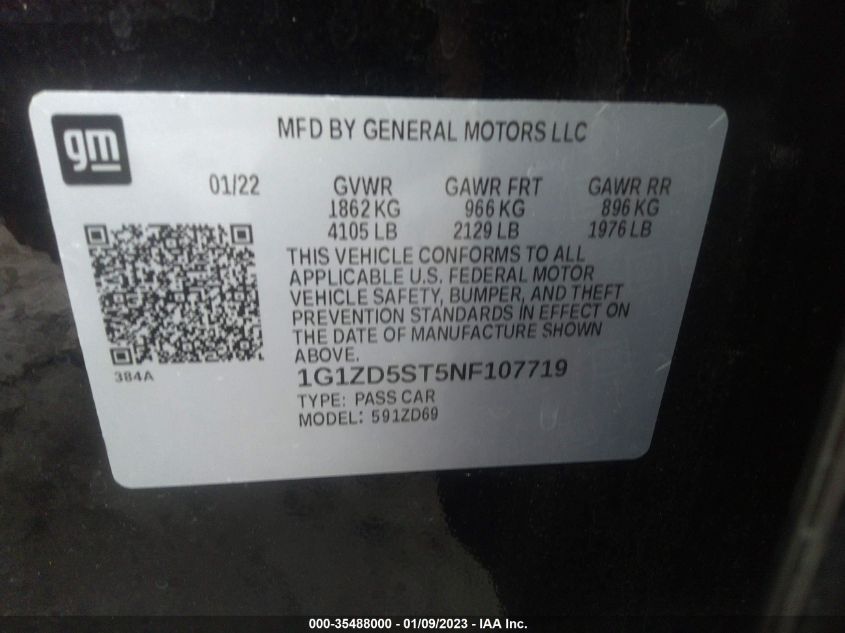 gm
MFD BY GENERAL MOTORS LLC
01/22 GVWR GAWR FRT GAWR RR
1862 KG 966 KG 896 KG
4105 LB 2129 LB 1976 LB
THIS VEHICLE CONFORMS TO ALL
APPLICABLE U.S. FEDERAL MOTOR
VEHICLE SAFETY, BUMPER, AND THEFT
PREVENTION STANDARDS IN EFFECT ON
THE DATE OF MANUFACTURE SHOWN
ABOVE.
384A
1G1ZD5ST5NF107719
TYPE: PASS CAR
MODEL: 591ZD69
000-35488000 - 01/09/2023 - IAA Inc.